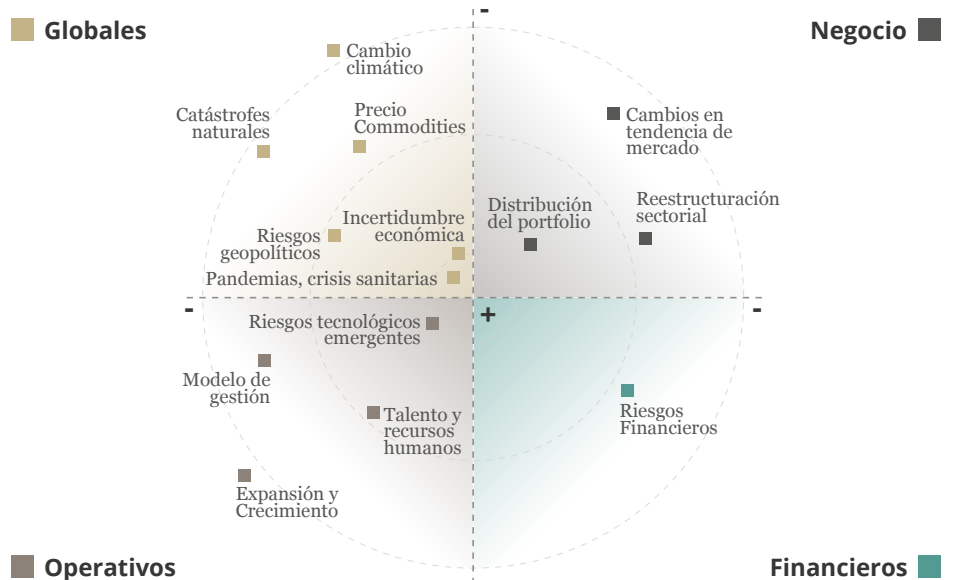 -
Globales
Negocio
Cambio
climático
Catástrofes
naturales
Precio
Commodities
Cambios en
tendencia de
mercado
Incertidumbre
económica
Riesgos
geopolíticos
Pandemias, crisis sanitarias
Distribución
del portfolio
Reestructuración
sectorial
-
+
-
Riesgos tecnológicos
emergentes
Modelo de
gestión
Talento y
recursos
humanos
Expansión y
Crecimiento
Riesgos
Financieros
Operativos
Financieros